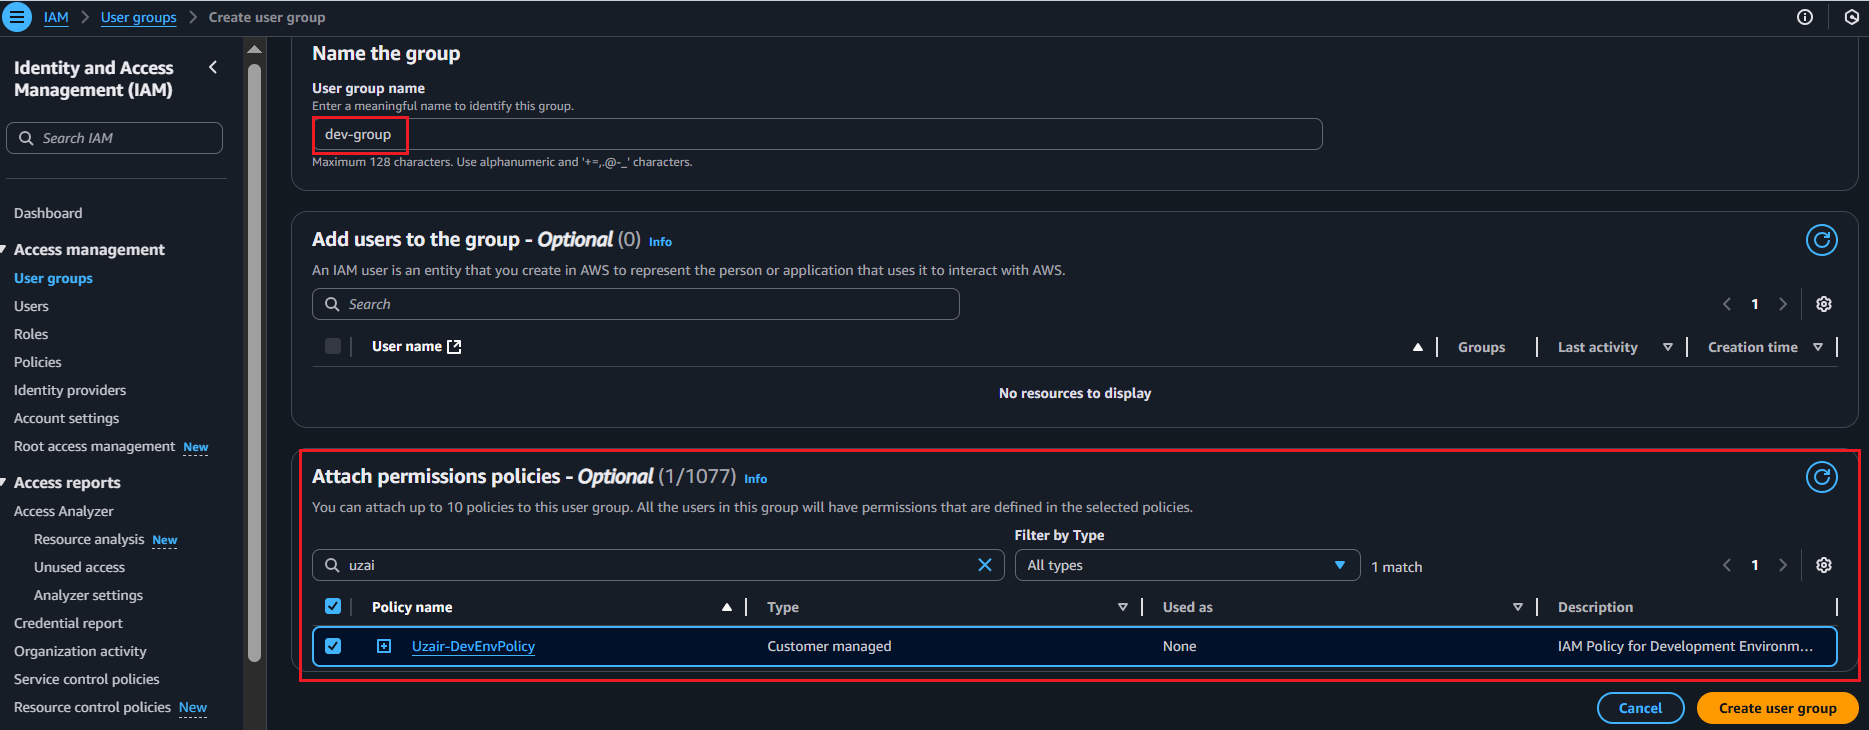 IAM > User groups > Create user group
Identity and Access
Management (IAM)
Search IAM
Dashboard
Access management
User groups
Users
Roles
Policies
Identity providers
Account settings
Root access management New
Access reports
Access Analyzer
Resource analysis New
Unused access
Analyzer settings
Credential report
Organization activity
Service control policies
Resource control policies New
Name the group
User group name
Enter a meaningful name to identify this group.
dev-group
Maximum 128 characters. Use alphanumeric and '+=,.@-_' characters.
Add users to the group - Optional (0) Info
An IAM user is an entity that you create in AWS to represent the person or application that uses it to interact with AWS.
Search
1
User name Groups Last activity Creation time
No resources to display
Attach permissions policies - Optional (1/1077) Info
You can attach up to 10 policies to this user group. All the users in this group will have permissions that are defined in the selected policies.
Filter by Type
uzai All types 1 match 1
Policy name Type Used as Description
Uzair-DevEnvPolicy Customer managed None IAM Policy for Development Environm...
Cancel Create user group